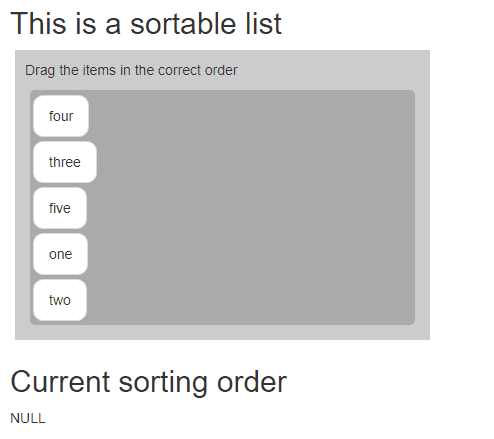 This is a sortable list
Drag the items in the correct order
four
three
five
one
two
Current sorting order
NULL